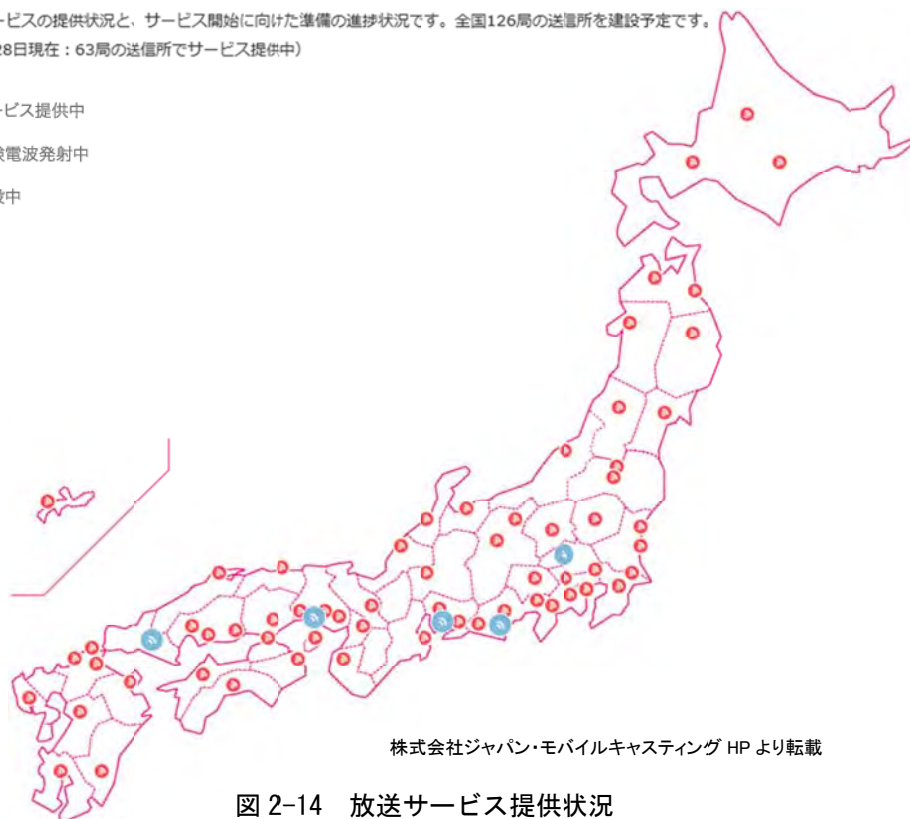 ービスの提供状況と、サービス開始に向けた準備の進捗状況です。全国126局の送信所を建設予定です。
28日現在：63局の送信所でサービス提供中）
ービス提供中
験電波発射中
設中
株式会社ジャパン・モバイルキャスティング HP より転載
図 2-14 放送サービス提供状況